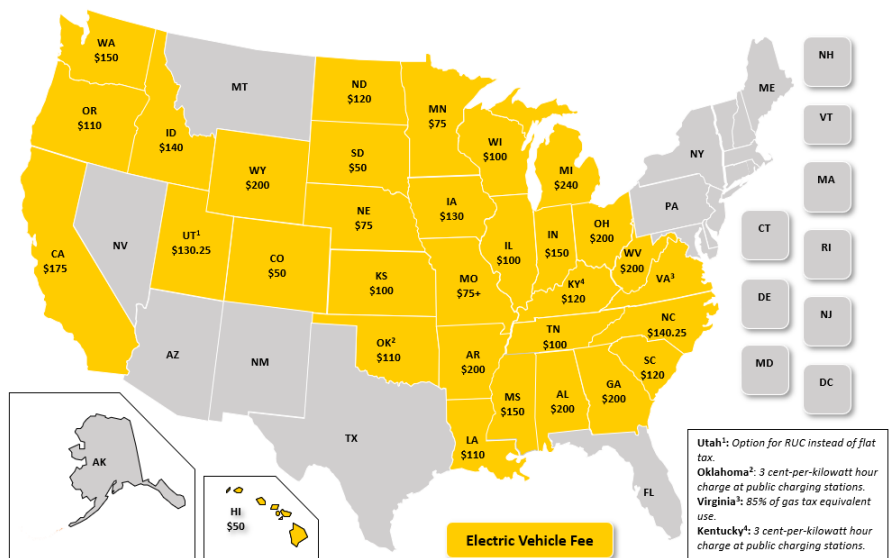 WA
$150
OR
$110
ID
$140
MT
ND
$120
MN
$75
WI
$100
MI
$240
NY
ME
NH
VT
MA
RI
NJ
DC
CT
DE
MD
PA
CA
$175
NV
UT¹
$130.25
WY
$200
SD
$50
NE
$75
IA
$130
CO
$50
KS
$100
MO
$75+
IL
$100
IN
$150
OH
$200
WV
$200
VA³
KY⁴
$120
NC
$140.25
TN
$100
SC
$120
AZ
NM
OK²
$110
AR
$200
MS
$150
AL
$200
GA
$200
LA
$110
TX
FL
AK
HI
$50
Electric Vehicle Fee
Utah¹: Option for RUC instead of flat
tax.
Oklahoma²: 3 cent-per-kilowatt hour
charge at public charging stations.
Virginia³: 85% of gas tax equivalent
use.
Kentucky⁴: 3 cent-per-kilowatt hour
charge at public charging stations.